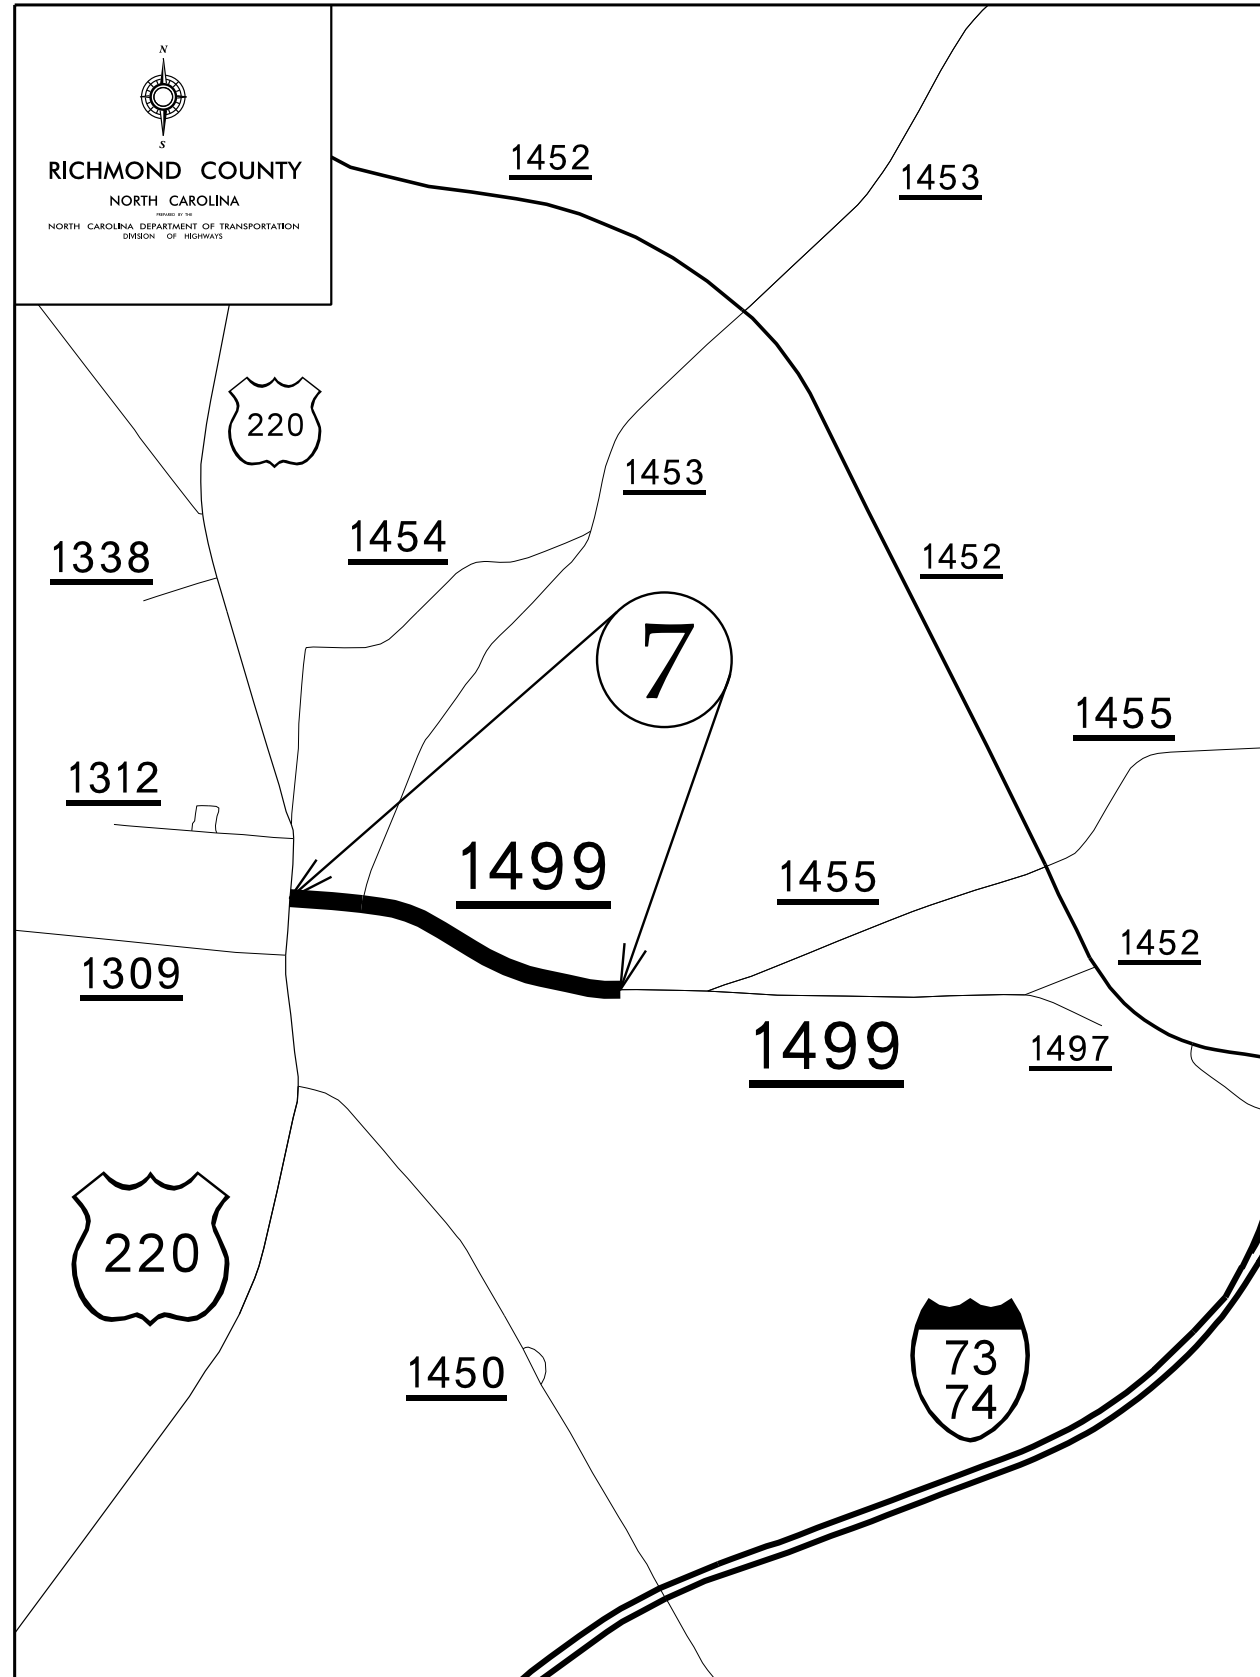 N
S
RICHMOND COUNTY
NORTH CAROLINA
PREPARED BY THE
NORTH CAROLINA DEPARTMENT OF TRANSPORTATION
DIVISION OF HIGHWAYS
1452
1453
220
1453
1454
1338
1452
7
1455
1312
1499
1455
1452
1309
1499
1497
220
73
74
1450